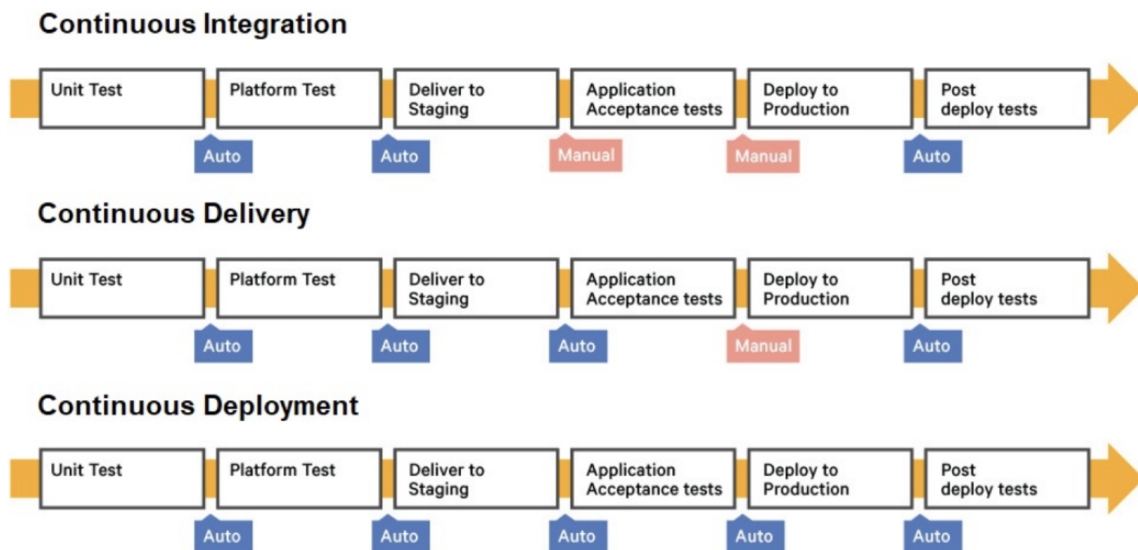 Continuous Integration
Unit Test
Platform Test
Deliver to
Staging
Application
Acceptance tests
Deploy to
Production
Post
deploy tests
Auto
Auto
Manual
Manual
Auto
Continuous Delivery
Unit Test
Platform Test
Deliver to
Staging
Application
Acceptance tests
Deploy to
Production
Post
deploy tests
Auto
Auto
Auto
Manual
Auto
Continuous Deployment
Unit Test
Platform Test
Deliver to
Staging
Application
Acceptance tests
Deploy to
Production
Post
deploy tests
Auto
Auto
Auto
Auto
Auto